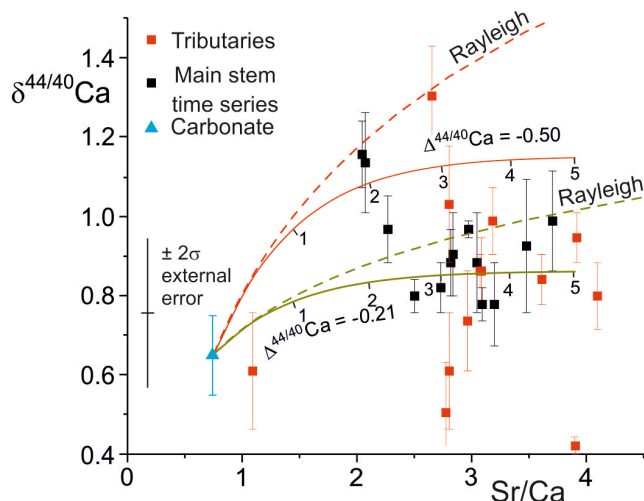 1.4
1.2
1.0
0.8
0.6
0.4
δ⁴⁴/⁴⁰Ca
Tributaries
Main stem
time series
Carbonate
Rayleigh
Δ⁴⁴/⁴⁰Ca = -0.50
1
2
3
4
5
Rayleigh
± 2σ
external
error
1
2
3
4
5
Δ⁴⁴/⁴⁰Ca = -0.21
0
1
2
3
4
Sr/Ca